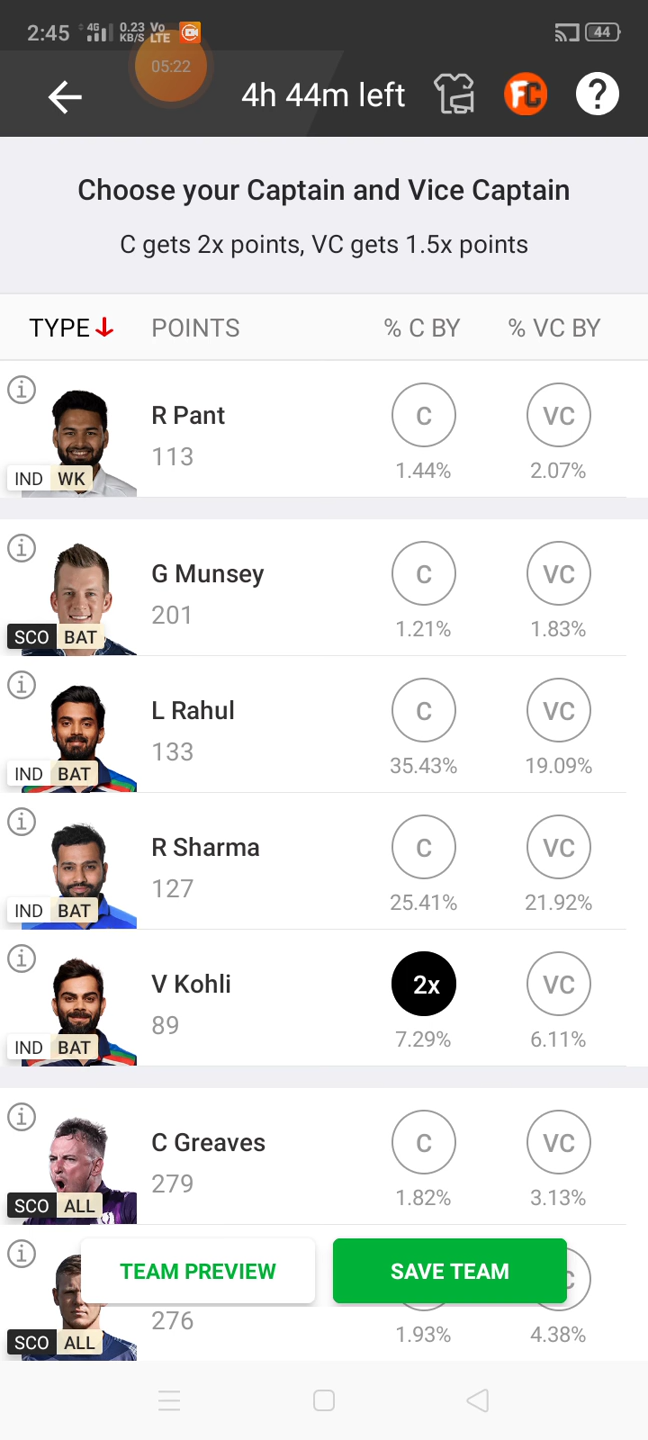 2:45 4G 0.23 KB/S Vo LTE 44
05:22
4h 44m left FC ?
Choose your Captain and Vice Captain
C gets 2x points, VC gets 1.5x points
TYPE POINTS % C BY % VC BY
R Pant C VC
113
IND WK 1.44% 2.07%
G Munsey C VC
201
SCO BAT 1.21% 1.83%
L Rahul C VC
133
IND BAT 35.43% 19.09%
R Sharma C VC
127
IND BAT 25.41% 21.92%
V Kohli 2x VC
89
IND BAT 7.29% 6.11%
C Greaves C VC
279
SCO ALL 1.82% 3.13%
TEAM PREVIEW SAVE TEAM
276
SCO ALL 1.93% 4.38%